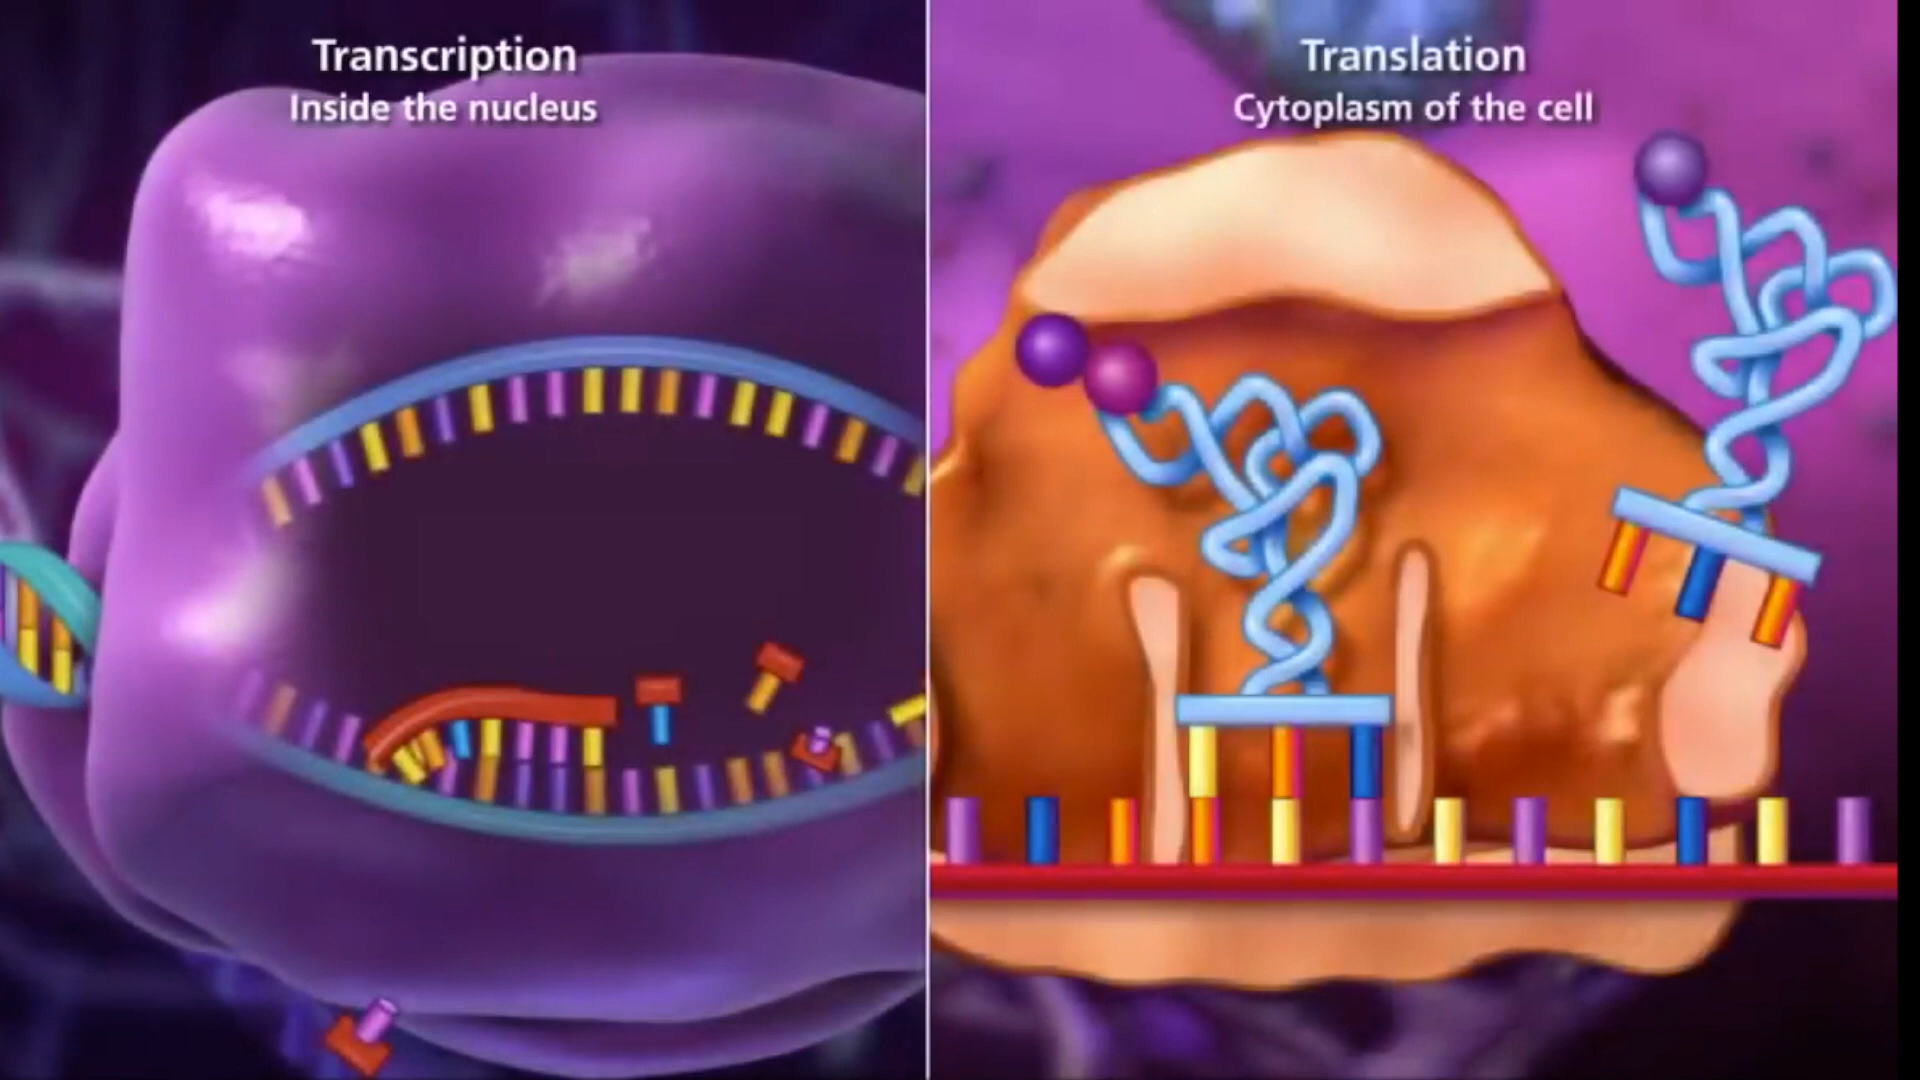 Transcription
Inside the nucleus
Translation
Cytoplasm of the cell